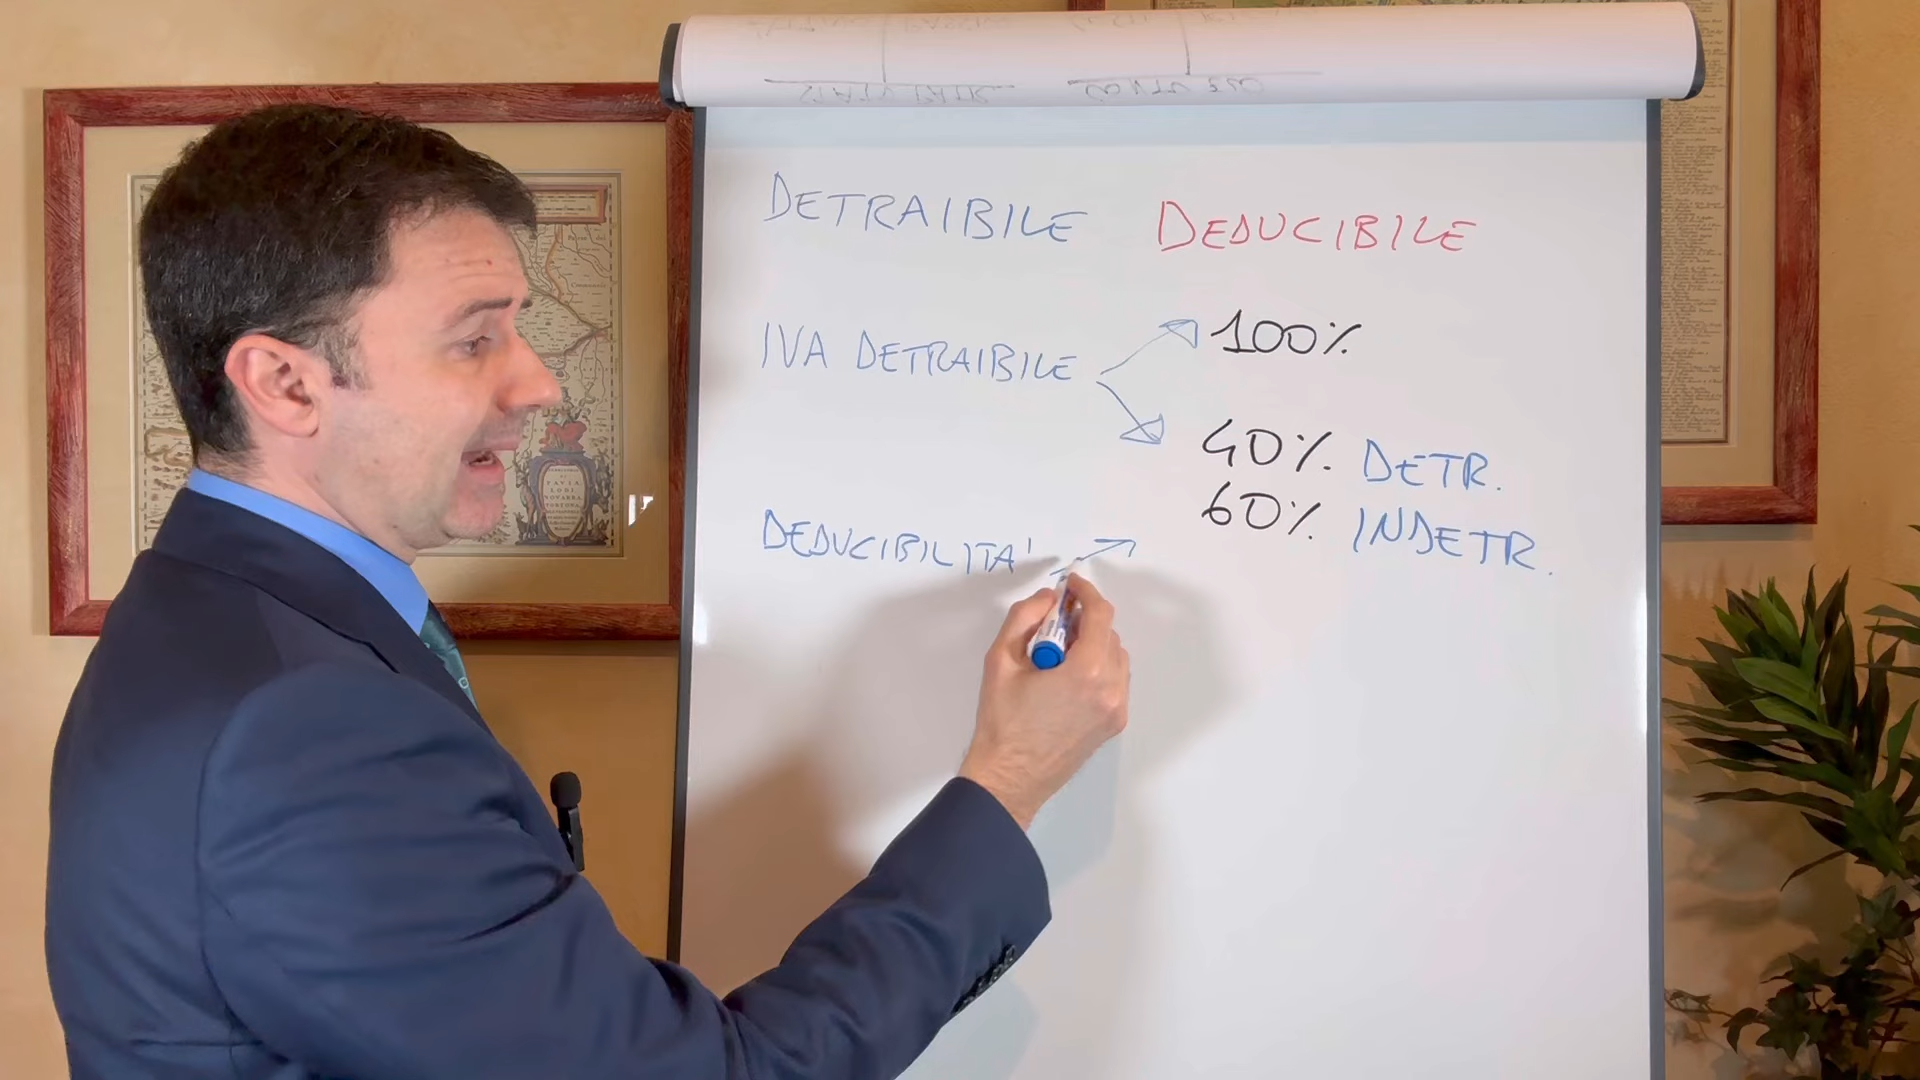 DETRAIBILE DEDUCIBILE
IVA DETRAIBILE 100%
40% DETR.
60% INDETR.
DEDUCIBILITA'